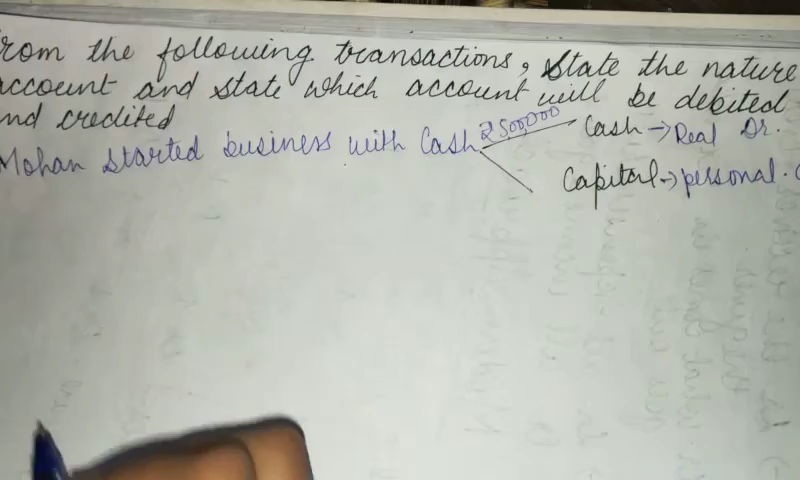 rom the following transactions, state the nature
account and state which account will be debited
nd credited
Mohan started business with Cash ₹500000 Cash → Real Dr.
Capital → personal . C